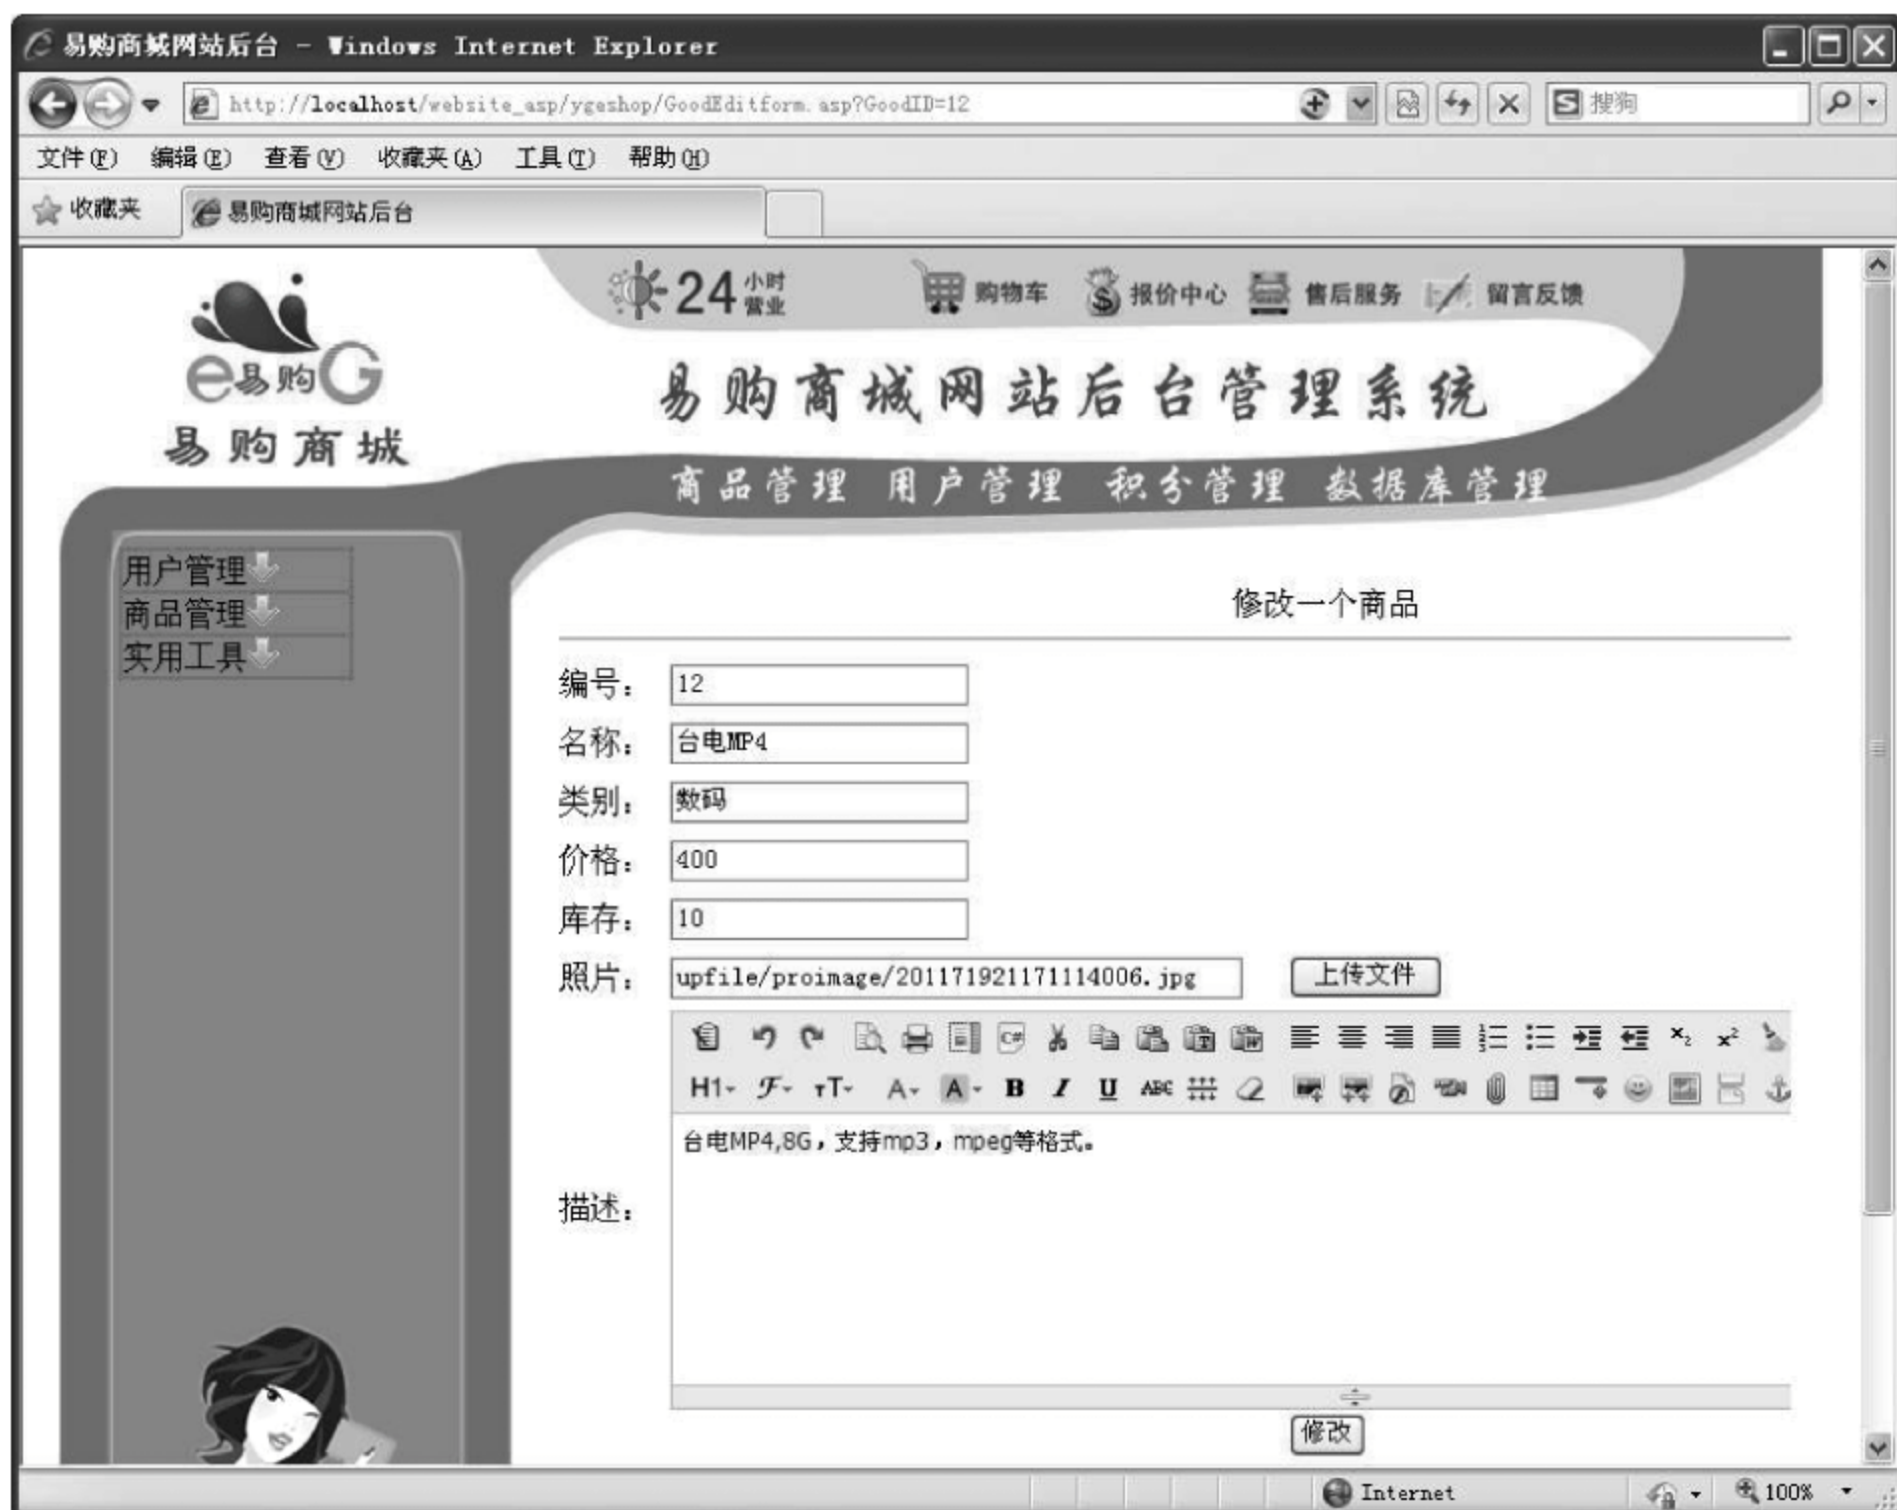 易购商城网站后台 - Windows Internet Explorer
http://localhost/website_asp/ygeshop/GoodEditform.asp?GoodID=12
搜狗
文件(F) 编辑(E) 查看(V) 收藏夹(A) 工具(T) 帮助(H)
收藏夹 易购商城网站后台
24小时营业 购物车 报价中心 售后服务 留言反馈
e易购G
易购商城网站后台管理系统
易购商城
商品管理 用户管理 积分管理 数据库管理
用户管理
商品管理
实用工具
修改一个商品
编号: 12
名称: 台电MP4
类别: 数码
价格: 400
库存: 10
照片: upfile/proimage/201171921171114006.jpg 上传文件
C# T W x₂ x²
H1 F тT A A B I U ABC
台电MP4,8G，支持mp3，mpeg等格式。
描述:
修改
Internet 100%